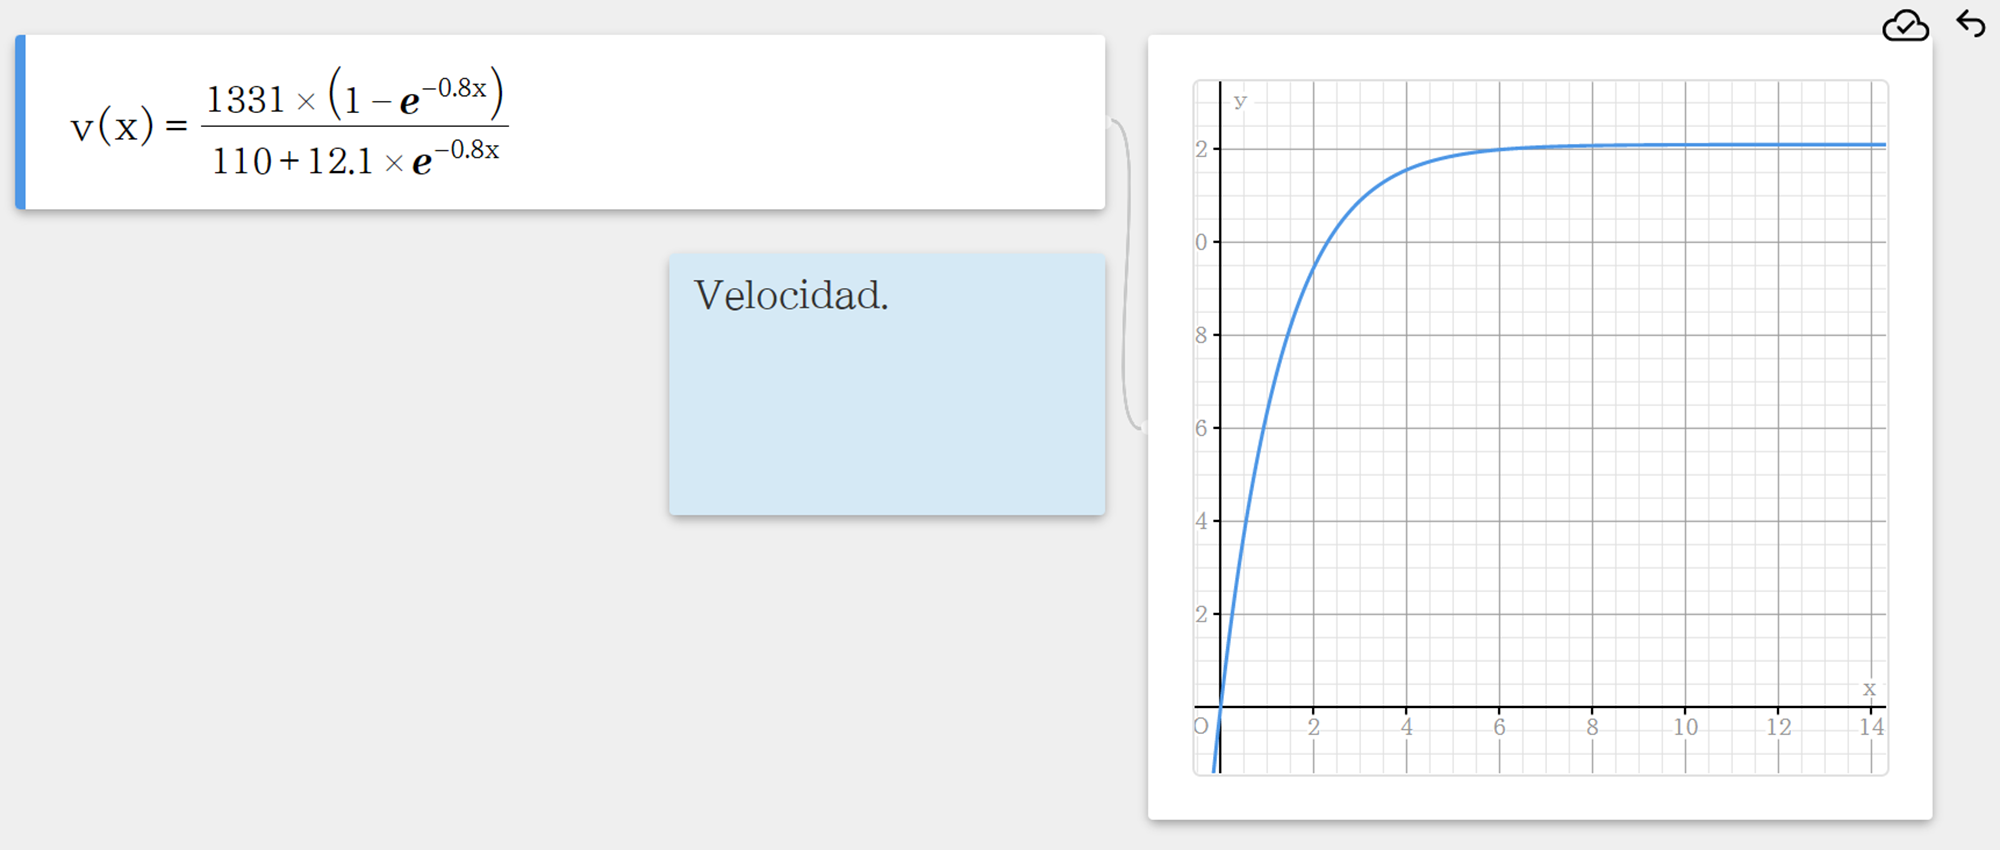 v(x) = \frac{1331 × (1 − e^{−0.8x})}{110 + 12.1 × e^{−0.8x}}
Velocidad.
y
2
0
8
6
4
2
x
O 2 4 6 8 10 12 14